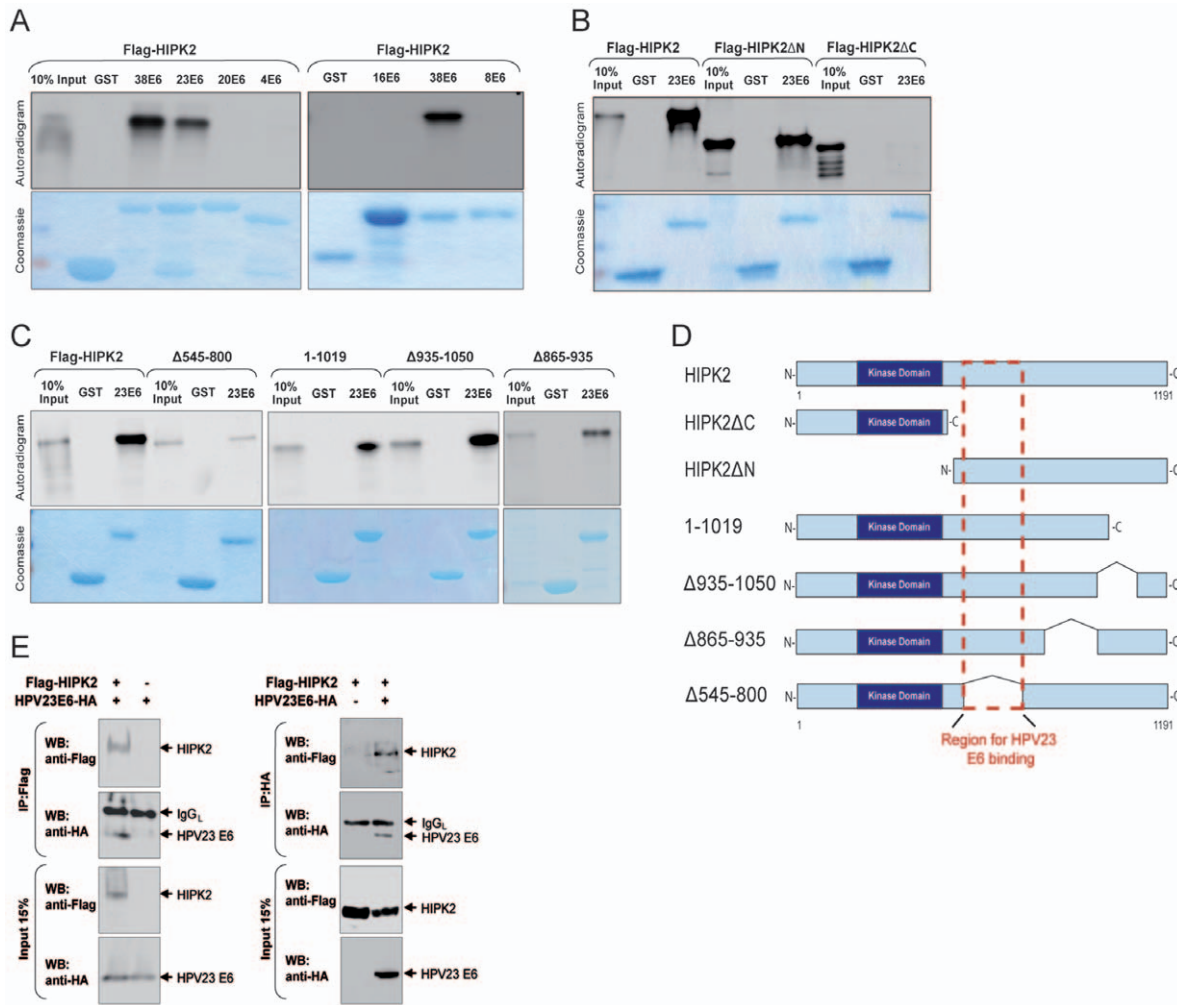 A
Flag-HIPK2
Flag-HIPK2
10% Input GST 38E6 23E6 20E6 4E6
GST 16E6 38E6 8E6
Autoradiogram
Coomassie
B
Flag-HIPK2 Flag-HIPK2ΔN Flag-HIPK2ΔC
10% Input GST 23E6 10% Input GST 23E6 10% Input GST 23E6
Autoradiogram
Coomassie
C
Flag-HIPK2 Δ545-800 1-1019 Δ935-1050 Δ865-935
10% Input GST 23E6 10% Input GST 23E6 10% Input GST 23E6 10% Input GST 23E6 10% Input GST 23E6
Autoradiogram
Coomassie
D
HIPK2 N- Kinase Domain -C
1 1191
HIPK2ΔC N- Kinase Domain -C
HIPK2ΔN N- -C
1-1019 N- Kinase Domain -C
Δ935-1050 N- Kinase Domain -C
Δ865-935 N- Kinase Domain -C
Δ545-800 N- Kinase Domain -C
1 1191
Region for HPV23
E6 binding
E
Flag-HIPK2 + -
HPV23E6-HA + +
IP:Flag
WB: anti-Flag HIPK2
WB: anti-HA IgGL
HPV23 E6
Input 15%
WB: anti-Flag HIPK2
WB: anti-HA HPV23 E6
Flag-HIPK2 + +
HPV23E6-HA - +
IP:HA
WB: anti-Flag HIPK2
WB: anti-HA IgGL
HPV23 E6
Input 15%
WB: anti-Flag HIPK2
WB: anti-HA HPV23 E6